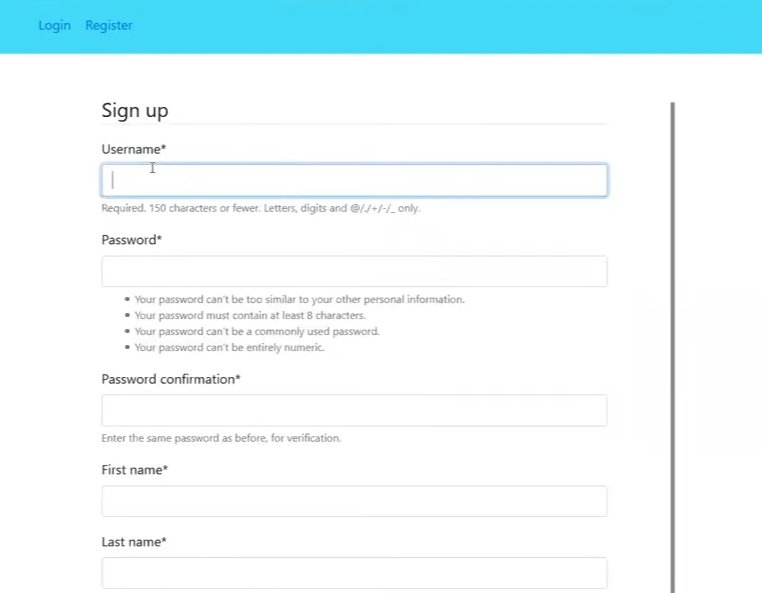 Login Register
Sign up
Username*
Required. 150 characters or fewer. Letters, digits and @/./+/-/_ only.
Password*
• Your password can't be too similar to your other personal information.
• Your password must contain at least 8 characters.
• Your password can't be a commonly used password.
• Your password can't be entirely numeric.
Password confirmation*
Enter the same password as before, for verification.
First name*
Last name*